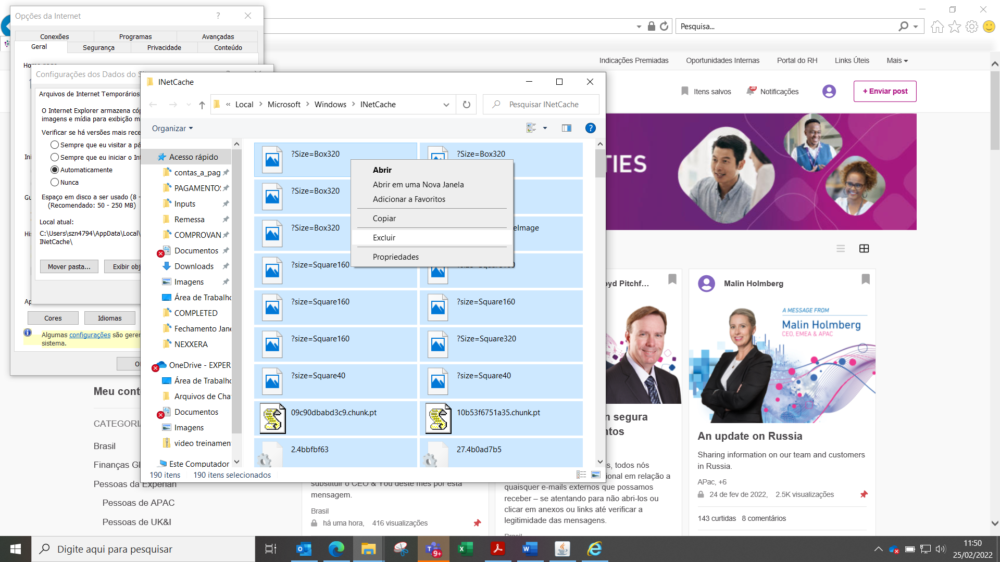 Opções da Internet
?
Conexões
Programas
Avançadas
Geral
Segurança
Privacidade
Conteúdo
Configurações dos Dados do
Arquivos de Internet Temporários
O Internet Explorer armazena
imagens e mídia para exibição
Verificar se há versões mais
Sempre que eu visitar a
Sempre que eu iniciar o
Automaticamente
Nunca
Espaço em disco a ser usado (8 -
(Recomendado: 50 - 250 MB)
Local atual:
C:\Users\szn4794\AppData\Local\
INetCache\
Mover pasta...
Exibir
Cores
Idiomas
Algumas configurações são
sistema.
Pesquisa...
Indicações Premiadas
Oportunidades Internas
Portal do RH
Links Úteis
Mais
Itens salvos
38
Notificações
+ Enviar post
TIES
INetCache
« Local > Microsoft > Windows > INetCache
Pesquisar INetCache
Organizar
?
Acesso rápido
contas_a_pag
PAGAMENTOS
Inputs
Remessa
COMPROVAN
Documentos
Downloads
Imagens
Área de Trabalho
COMPLETED
Fechamento Jane
NEXXERA
OneDrive - EXPER
Área de Trabalho
Arquivos de Cha
Documentos
Imagens
video treinamen
Este Computador
?Size=Box320
?Size=Box320
?Size=Box320
?Size=Box320
eImage
?size=Square160
?size=Square160
?size=Square160
?size=Square160
?size=Square160
?Size=Square320
?size=Square40
?size=Square40
09c90dbabd3c9.chunk.pt
10b53f6751a35.chunk.pt
2.4bbfbf63
27.4b0ad7b5
Abrir
Abrir em uma Nova Janela
Adicionar a Favoritos
Copiar
Excluir
Propriedades
190 itens
190 itens selecionados
Meu cont
CATEGORIA
Brasil
Finanças Gl
Pessoas da Experian
Pessoas de APAC
Pessoas de UK&I
substituir o CEO & You deste mês por esta
mensagem.
Brasil
há uma hora,
416 visualizações
oyd Pitchf...
n segura
ntos
s, todos nós
ional em relação a
quaisquer e-mails externos que possamos
receber – se atentando para não abri-los ou
clicar em anexos ou links até verificar a
legitimidade das mensagens.
Brasil
Malin Holmberg
A MESSAGE FROM
Malin Holmberg
CEO, EMEA & APAC
An update on Russia
Sharing information on our team and customers
in Russia.
APac, +6
24 de fev de 2022,
2.5K visualizações
143 curtidas
8 comentários
Digite aqui para pesquisar
9+
11:50
25/02/2022